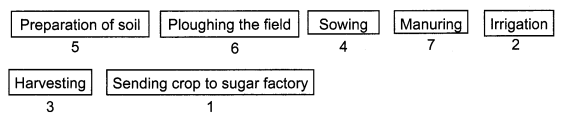 Preparation of soil Ploughing the field Sowing Manuring Irrigation
5 6 4 7 2
Harvesting Sending crop to sugar factory
3 1